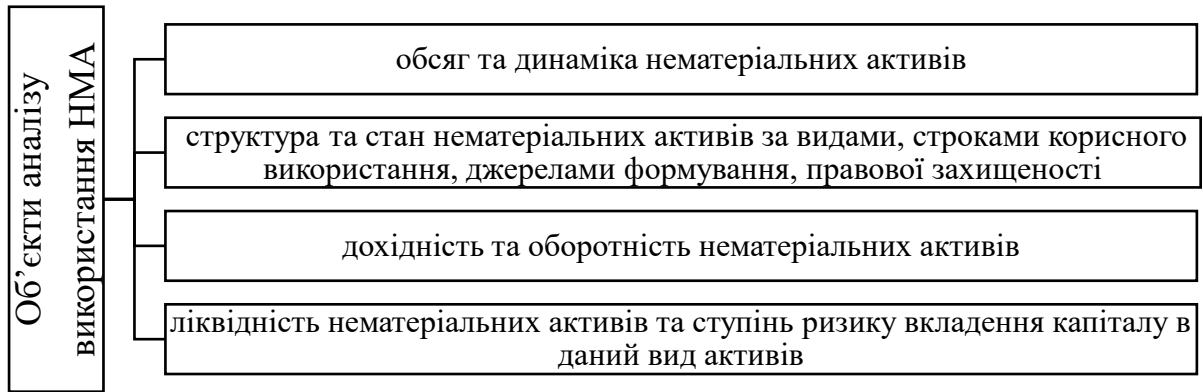 Об’єкти аналізу
використання НМА
обсяг та динаміка нематеріальних активів
структура та стан нематеріальних активів за видами, строками корисного
використання, джерелами формування, правової захищеності
дохідність та оборотність нематеріальних активів
ліквідність нематеріальних активів та ступінь ризику вкладення капіталу в
даний вид активів